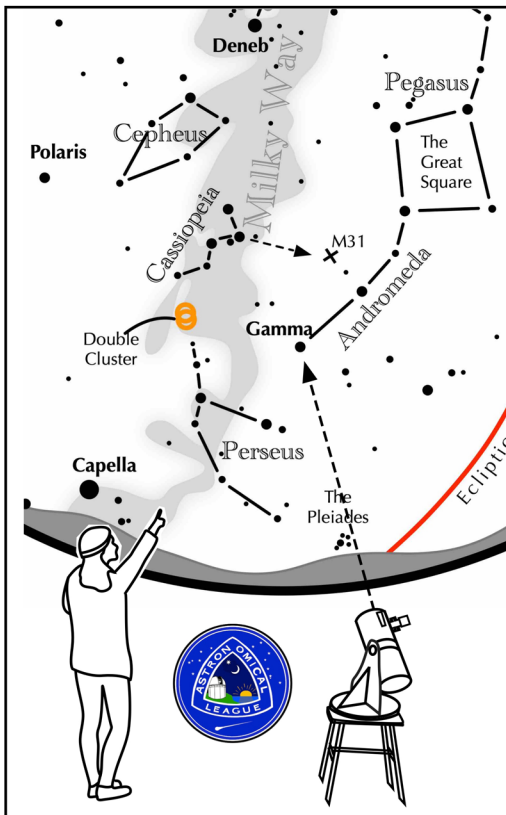 Deneb
Milky Way
Pegasus
Cepheus
The
Great
Square
Polaris
Cassiopeia
M31
Andromeda
Double
Cluster
Gamma
Perseus
Capella
The
Pleiades
Ecliptic
ASTRONOMICAL
LEAGUE